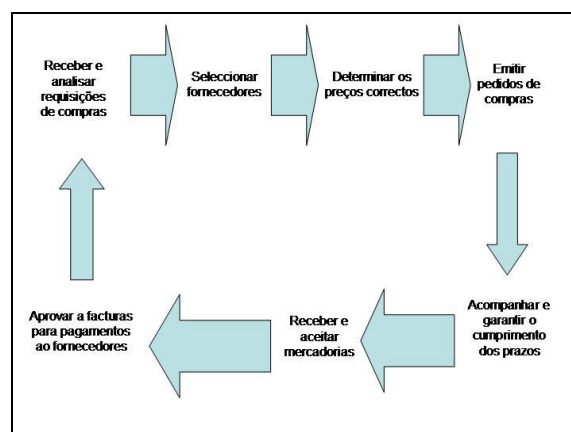 Receber e
analisar
requisições
de compras
Seleccionar
fornecedores
Determinar os
preços correctos
Emitir
pedidos de
compras
Acompanhar e
garantir o
cumprimento
dos prazos
Receber e
aceitar
mercadorias
Aprovar a facturas
para pagamentos
ao fornecedores